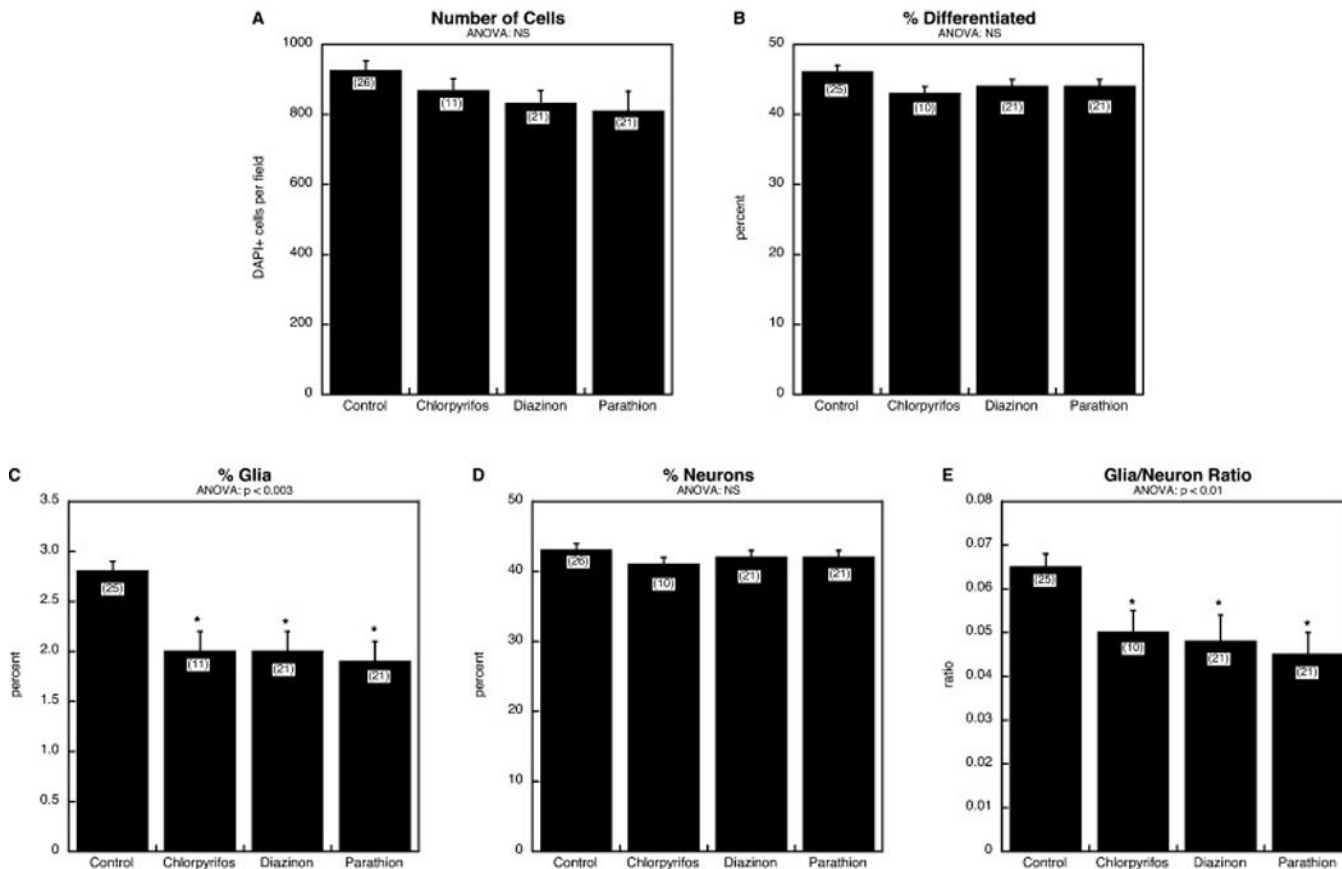 A Number of Cells
ANOVA: NS
1000
800
600
400
200
0
DAPI+ cells per field
(26)
(11)
(21)
(21)
Control Chlorpyrifos Diazinon Parathion
B % Differentiated
ANOVA: NS
50
40
30
20
10
0
percent
(25)
(10)
(21)
(21)
Control Chlorpyrifos Diazinon Parathion
C % Glia
ANOVA: p < 0.003
3.5
3.0
2.5
2.0
1.5
1.0
0.5
0.0
percent
(25)
* * *
(11)
(21)
(21)
Control Chlorpyrifos Diazinon Parathion
D % Neurons
ANOVA: NS
50
40
30
20
10
0
percent
(26)
(10)
(21)
(21)
Control Chlorpyrifos Diazinon Parathion
E Glia/Neuron Ratio
ANOVA: p < 0.01
0.08
0.07
0.06
0.05
0.04
0.03
0.02
0.01
0.00
ratio
(25)
* * *
(10)
(21)
(21)
Control Chlorpyrifos Diazinon Parathion